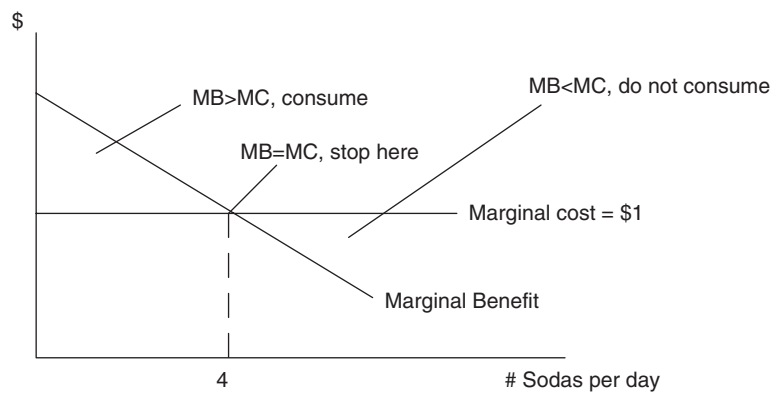 $
MB>MC, consume
MB<MC, do not consume
MB=MC, stop here
Marginal cost = $1
Marginal Benefit
4
# Sodas per day